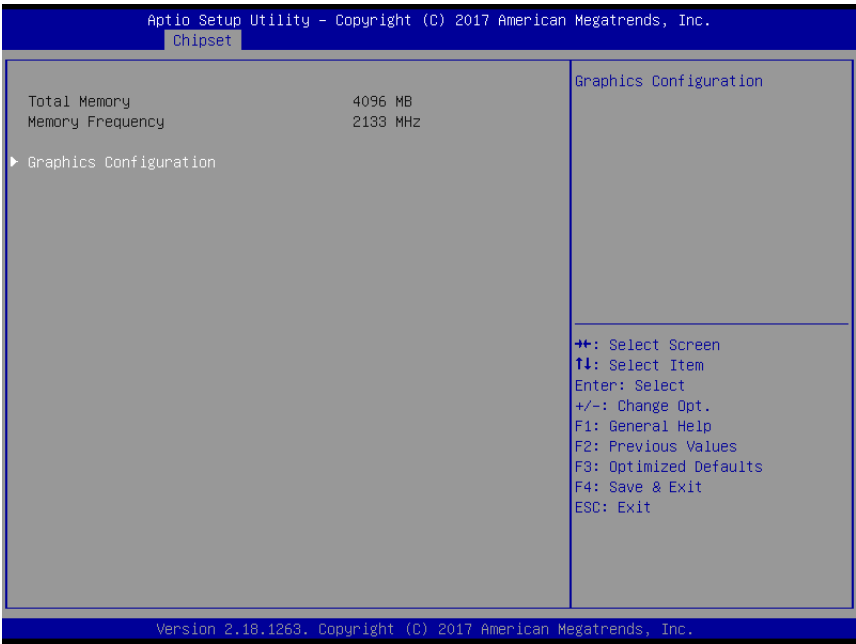 Aptio Setup Utility – Copyright (C) 2017 American Megatrends, Inc.
Chipset
Total Memory 4096 MB
Memory Frequency 2133 MHz
▶ Graphics Configuration
Graphics Configuration
→←: Select Screen
↑↓: Select Item
Enter: Select
+/-: Change Opt.
F1: General Help
F2: Previous Values
F3: Optimized Defaults
F4: Save & Exit
ESC: Exit
Version 2.18.1263. Copyright (C) 2017 American Megatrends, Inc.